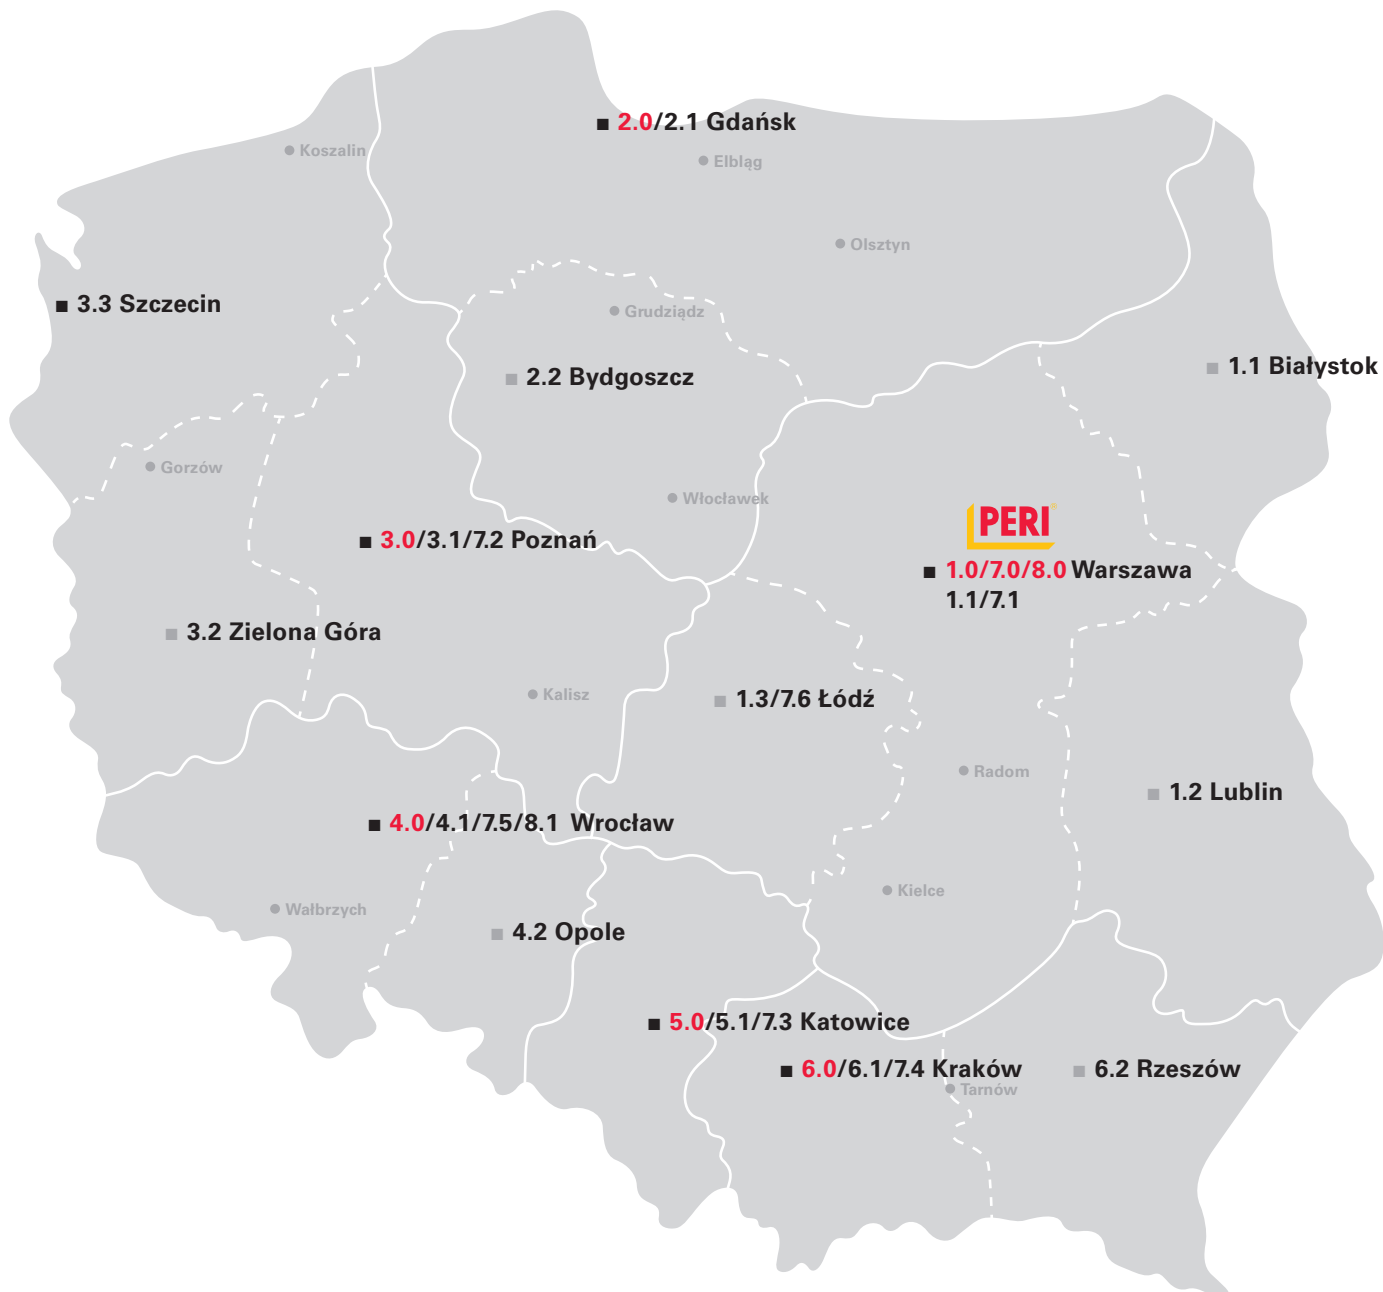 2.0/2.1 Gdańsk
Koszalin
Elbląg
Olsztyn
3.3 Szczecin
Grudziądz
1.1 Białystok
2.2 Bydgoszcz
Gorzów
Włocławek
PERI®
3.0/3.1/7.2 Poznań
1.0/7.0/8.0 Warszawa
1.1/7.1
3.2 Zielona Góra
Kalisz
1.3/7.6 Łódź
Radom
1.2 Lublin
4.0/4.1/7.5/8.1 Wrocław
Kielce
Wałbrzych
4.2 Opole
5.0/5.1/7.3 Katowice
6.0/6.1/7.4 Kraków
6.2 Rzeszów
Tarnów